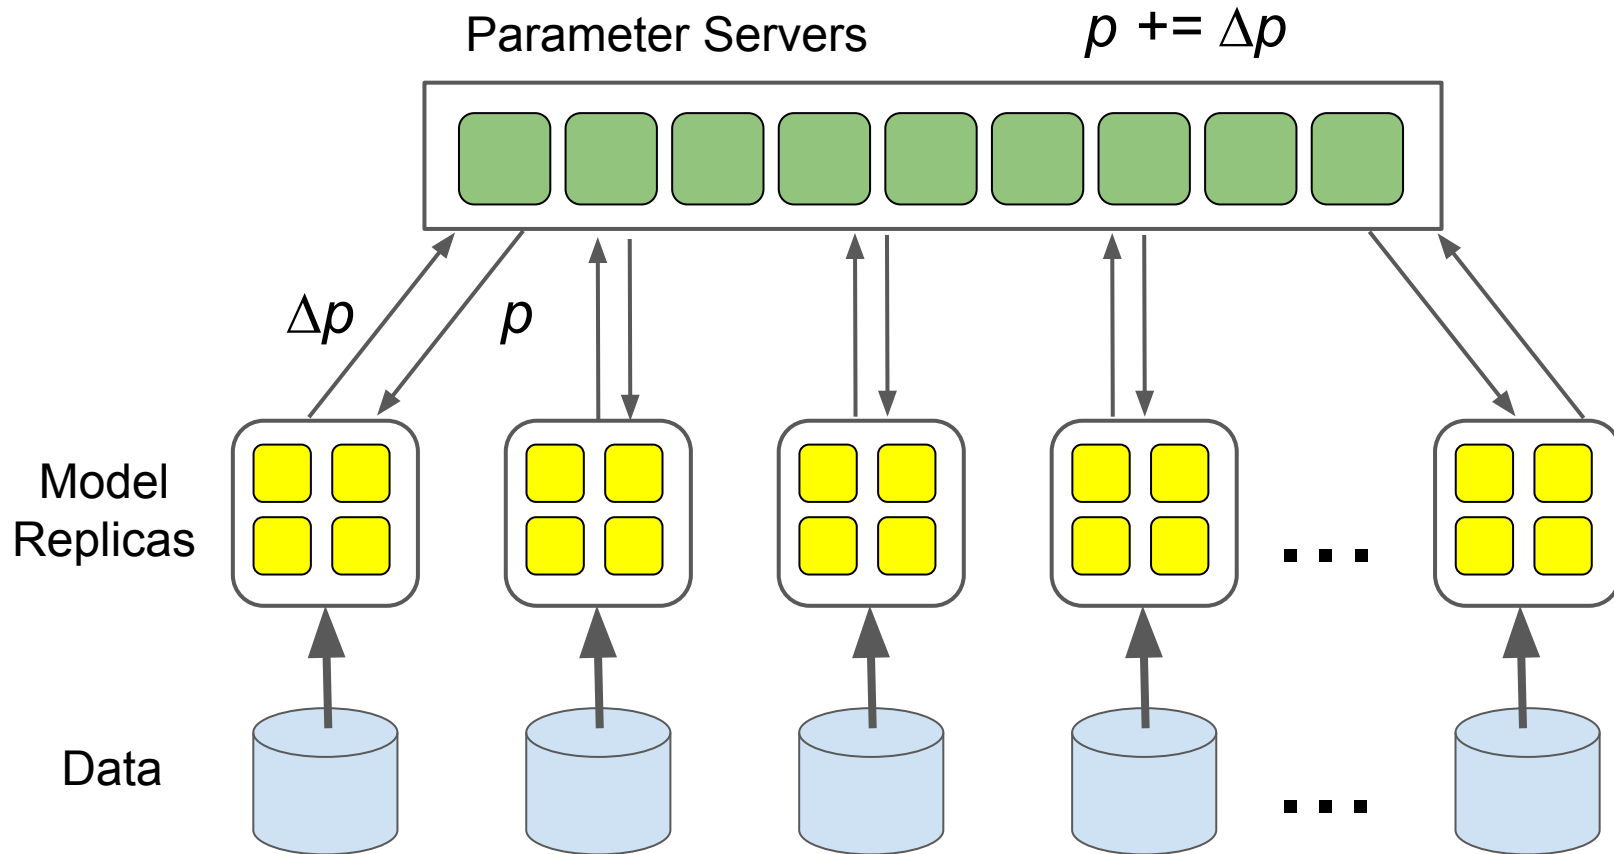 Parameter Servers
p += Δp
Δp
p
Model
Replicas
...
Data
...